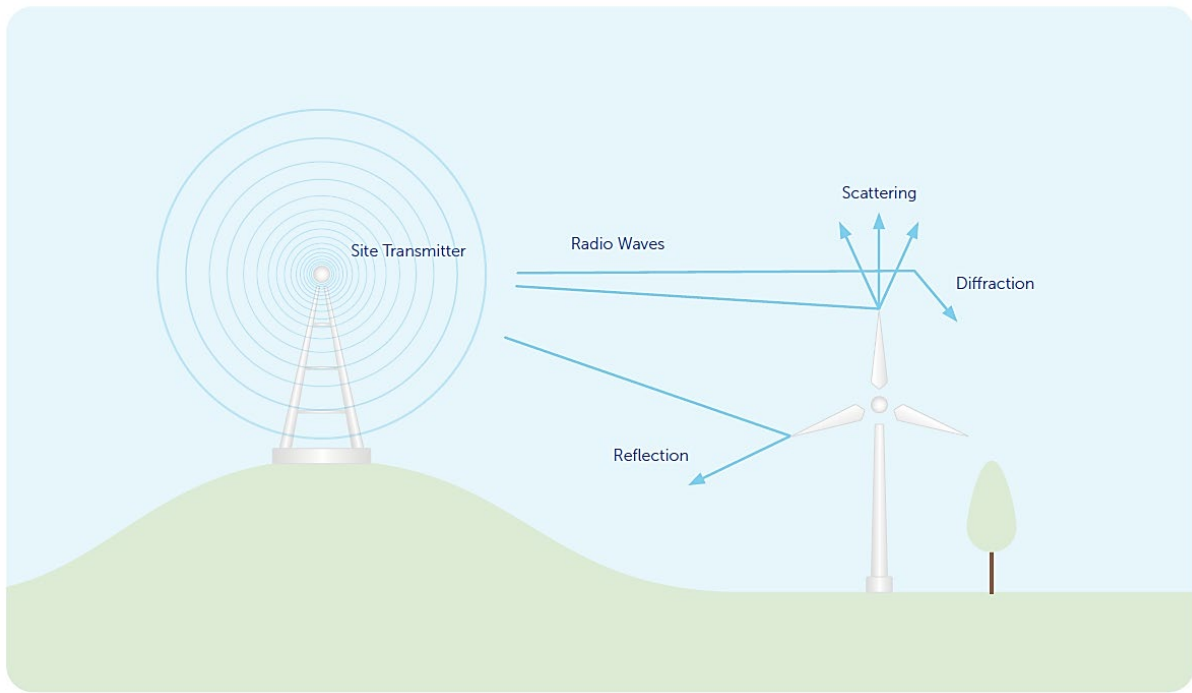 Scattering
Radio Waves
Site Transmitter
Diffraction
Reflection